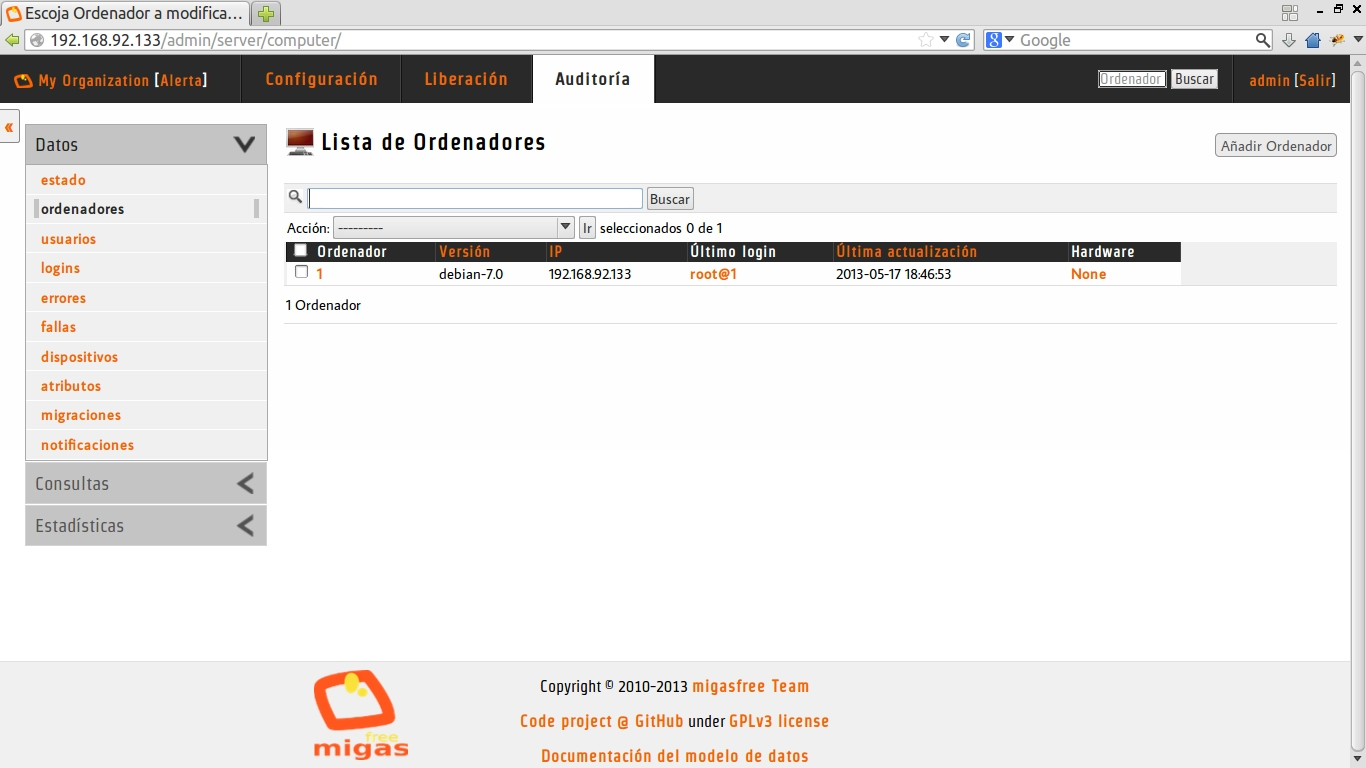 Escoja Ordenador a modifica...
192.168.92.133/admin/server/computer/
Google
My Organization [Alerta]
Configuración
Liberación
Auditoría
Ordenador
Buscar
admin [Salir]
«
Datos
estado
ordenadores
usuarios
logins
errores
fallas
dispositivos
atributos
migraciones
notificaciones
Consultas
Estadísticas
Lista de Ordenadores
Añadir Ordenador
Buscar
Acción: --------- Ir seleccionados 0 de 1
Ordenador Versión IP Último login Última actualización Hardware
1 debian-7.0 192.168.92.133 root@1 2013-05-17 18:46:53 None
1 Ordenador
migas
free
Copyright © 2010-2013 migasfree Team
Code project @ GitHub under GPLv3 license
Documentación del modelo de datos